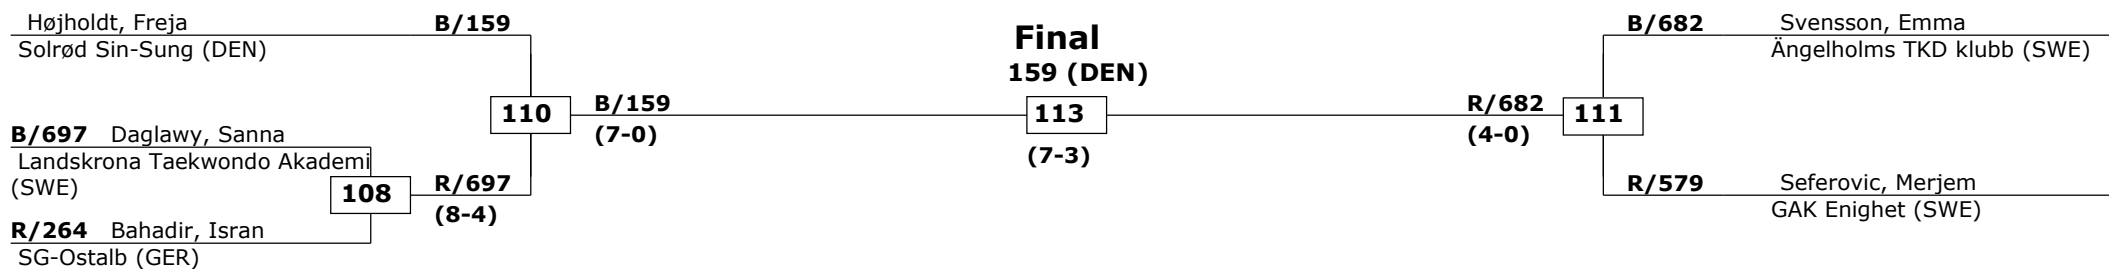 Højholdt, Freja
B/159
Solrød Sin-Sung (DEN)
B/697 Daglawy, Sanna
Landskrona Taekwondo Akademi
(SWE)
108
R/264 Bahadir, Isran
SG-Ostalb (GER)
R/697
(8-4)
110
B/159
(7-0)
Final
159 (DEN)
113
(7-3)
R/682
(4-0)
111
B/682 Svensson, Emma
Ängelholms TKD klubb (SWE)
R/579 Seferovic, Merjem
GAK Enighet (SWE)